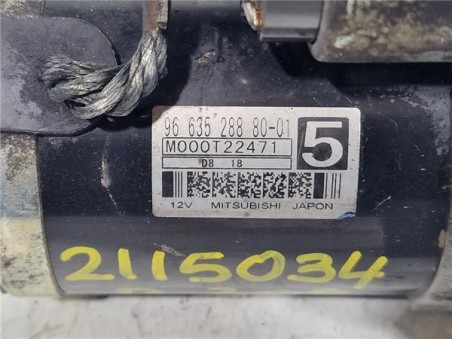 96 635 288 80-01
5
M000T22471
D8 18
12V MITSUBISHI JAPON
2115034